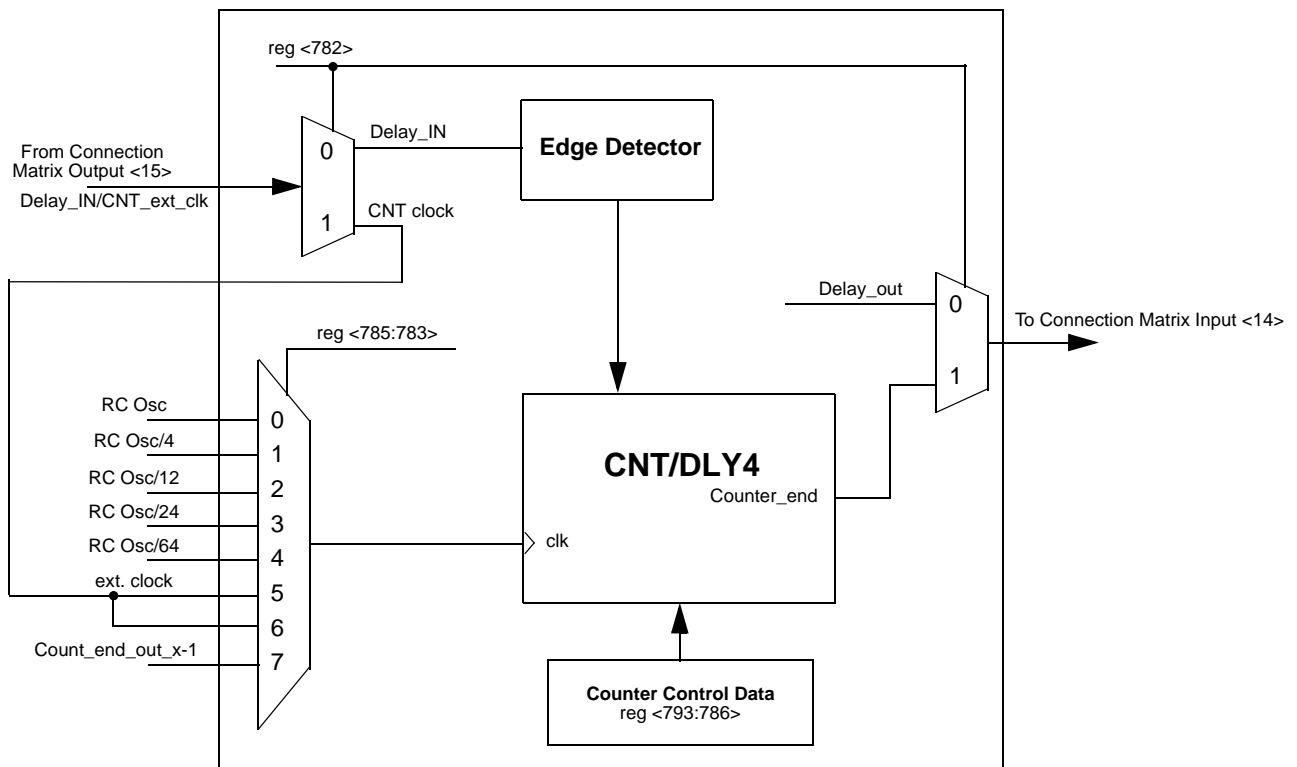 reg <782>
From Connection
Matrix Output <15>
Delay_IN/CNT_ext_clk
0
1
Delay_IN
CNT clock
Edge Detector
Delay_out
0
1
To Connection Matrix Input <14>
reg <785:783>
RC Osc
RC Osc/4
RC Osc/12
RC Osc/24
RC Osc/64
ext. clock
Count_end_out_x-1
0
1
2
3
4
5
6
7
CNT/DLY4
Counter_end
clk
Counter Control Data
reg <793:786>